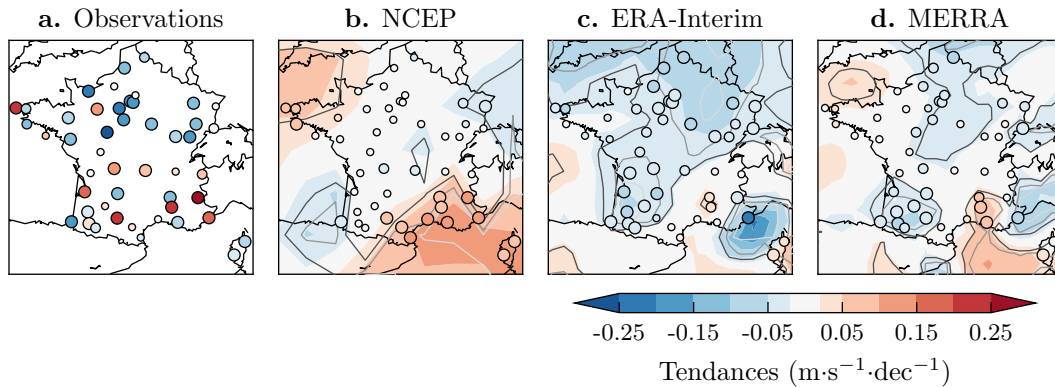 a. Observations
b. NCEP
c. ERA-Interim
d. MERRA
-0.25 -0.15 -0.05 0.05 0.15 0.25
Tendances (m·s⁻¹·dec⁻¹)